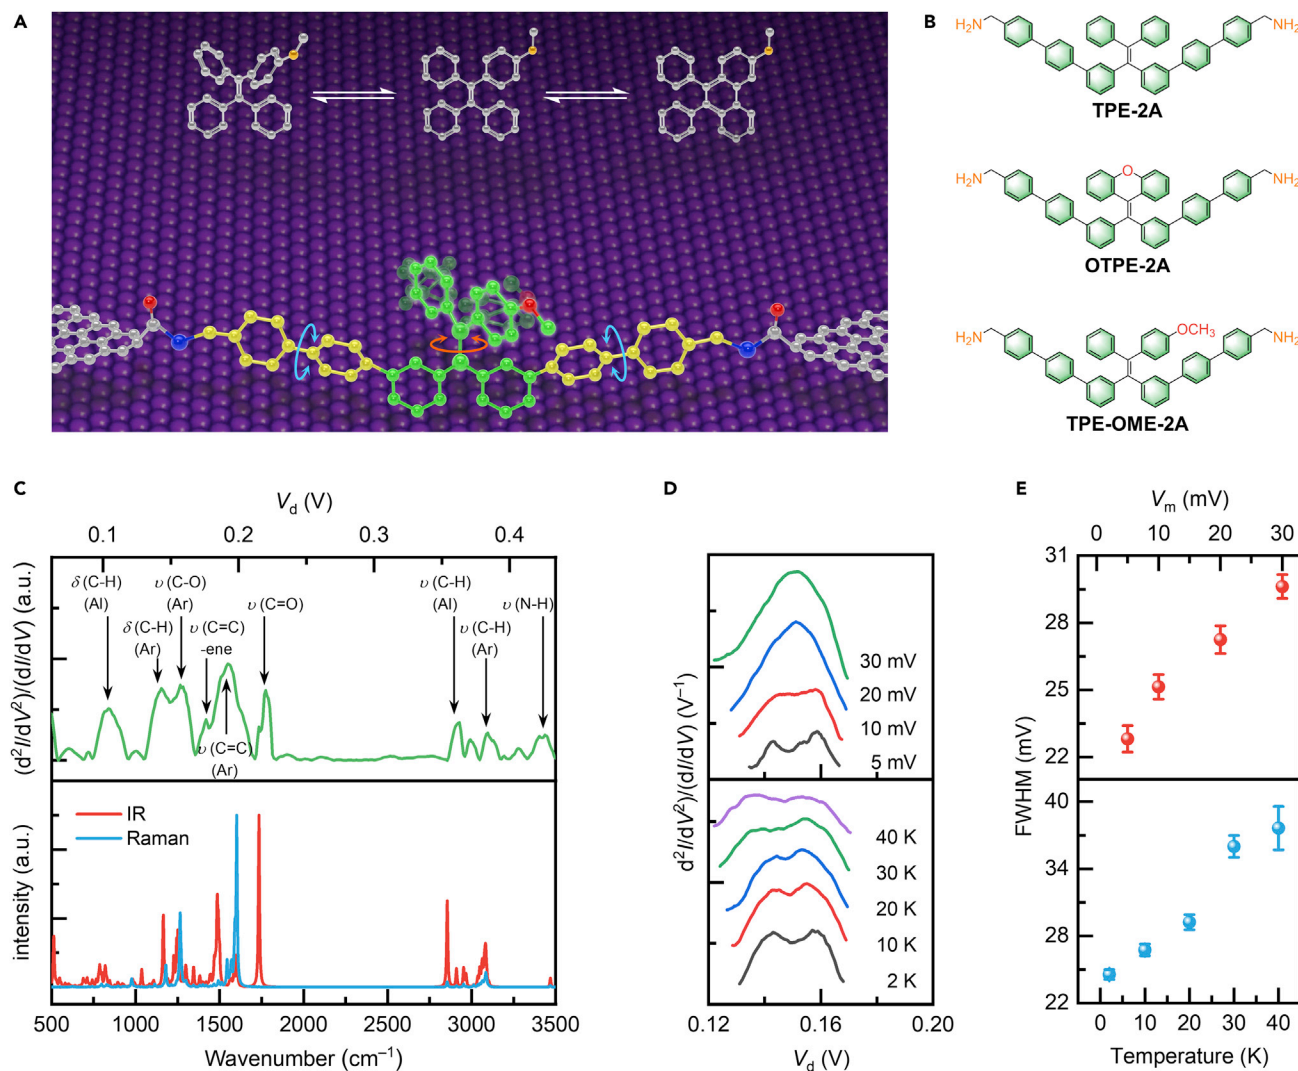 A
B
H₂N
NH₂
TPE-2A
O
H₂N
NH₂
OTPE-2A
OCH₃
H₂N
NH₂
TPE-OME-2A
C
V_d (V)
0.1
0.2
0.3
0.4
(d²I/dV²)/(dI/dV) (a.u.)
δ (C-H)
(Al)
δ (C-H)
(Ar)
υ (C-O)
(Ar)
υ (C=C)
-ene
υ (C=C)
(Ar)
υ (C=O)
υ (C-H)
(Al)
υ (C-H)
(Ar)
υ (N-H)
intensity (a.u.)
IR
Raman
500
1000
1500
2000
2500
3000
3500
Wavenumber (cm⁻¹)
D
d²I/dV²)/(dI/dV) (V⁻¹)
30 mV
20 mV
10 mV
5 mV
40 K
30 K
20 K
10 K
2 K
0.12
0.16
0.20
V_d (V)
E
V_m (mV)
0
10
20
30
FWHM (mV)
31
28
25
22
40
34
28
22
0
10
20
30
40
Temperature (K)